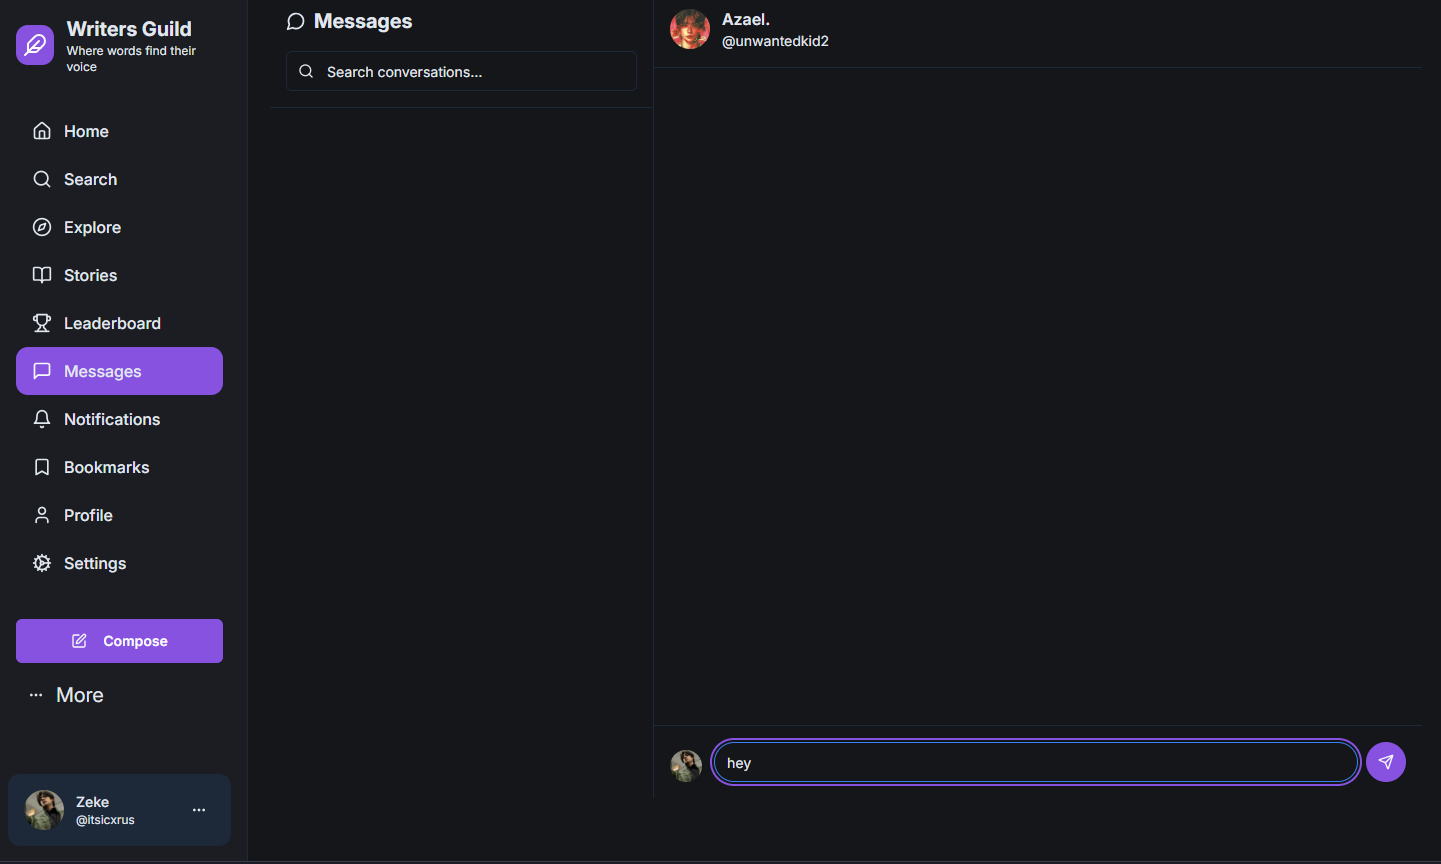 Writers Guild
Where words find their
voice
Home
Search
Explore
Stories
Leaderboard
Messages
Notifications
Bookmarks
Profile
Settings
Compose
More
Zeke
@itsicxrus
Messages
Search conversations...
Azael.
@unwantedkid2
hey